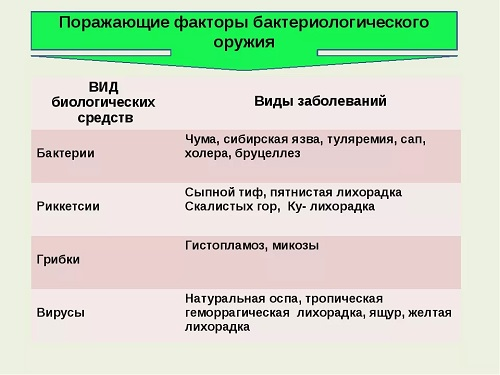 Поражающие факторы бактериологического
оружия
ВИД
биологических
средств
Виды заболеваний
Бактерии
Чума, сибирская язва, туляремия, сап,
холера, бруцеллез
Риккетсии
Сыпной тиф, пятнистая лихорадка
Скалистых гор, Ку- лихорадка
Грибки
Гистопламоз, микозы
Вирусы
Натуральная оспа, тропическая
геморрагическая лихорадка, ящур, желтая
лихорадка